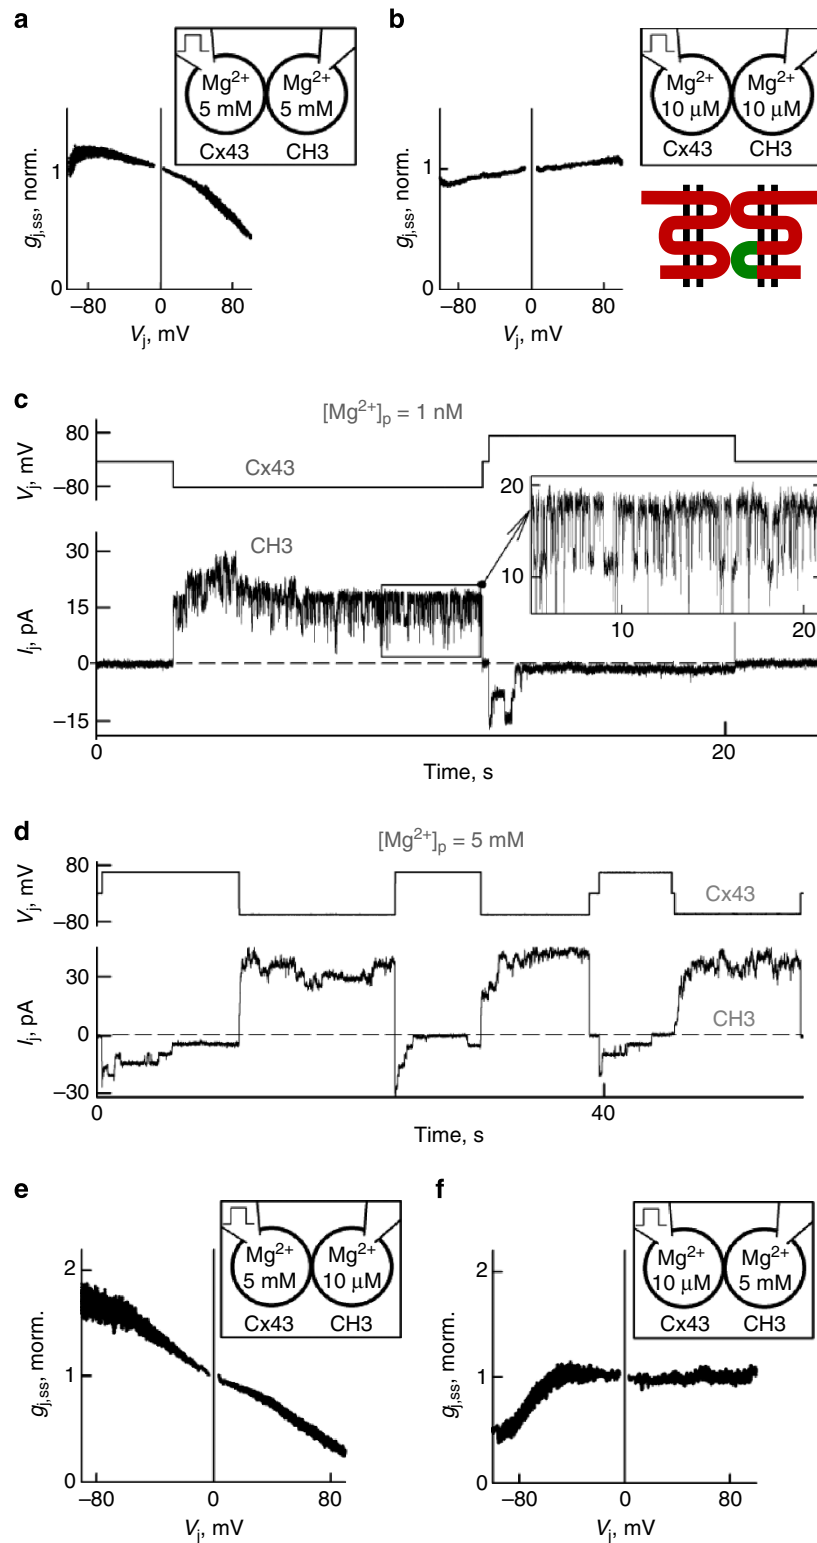 a
Mg2+ Mg2+
5 mM 5 mM
Cx43 CH3
gj,ss, norm.
1
0
−80 0 80
Vj, mV
b
Mg2+ Mg2+
10 μM 10 μM
Cx43 CH3
gj,ss, norm.
1
0
−80 0 80
Vj, mV
c
[Mg2+]p = 1 nM
Vj, mV
80
−80
Cx43
CH3
Ij, pA
30
15
0
−15
20
10
10 20
0 20
Time, s
d
[Mg2+]p = 5 mM
Vj, mV
80
−80
Cx43
Ij, pA
30
0
−30
CH3
0 40
Time, s
e
Mg2+ Mg2+
5 mM 10 μM
Cx43 CH3
gj,ss, morm.
2
1
0
−80 0 80
Vj, mV
f
Mg2+ Mg2+
10 μM 5 mM
Cx43 CH3
gj,ss, norm.
2
1
0
−80 0 80
Vj, mV